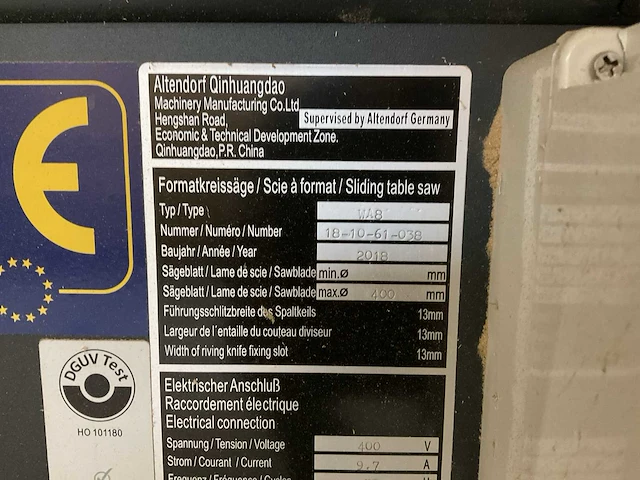 Altendorf Qinhuangdao
Machinery Manufacturing Co.Ltd
Hengshan Road, Supervised by Altendorf Germany
Economic & Technical Development Zone.
Qinhuangdao,P.R. China
Formatkreissäge / Scie à format / Sliding table saw
Typ / Type WA8
Nummer / Numéro / Number 18-10-61-038
Baujahr / Année / Year 2018
Sägeblatt / Lame de scie / Sawblade min.ø mm
Sägeblatt / Lame de scie / Sawblade max.ø 400 mm
Führungsschlitzbreite des Spaltkeils 13mm
Largeur de l´entaille du couteau diviseur 13mm
Width of riving knife fixing slot 13mm
Elektrischer Anschluß
Raccordement électrique
Electrical connection
Spannung / Tension / Voltage 400 V
Strom / Courant / Current 9.7 A
CE
DGUV Test
HO 101180